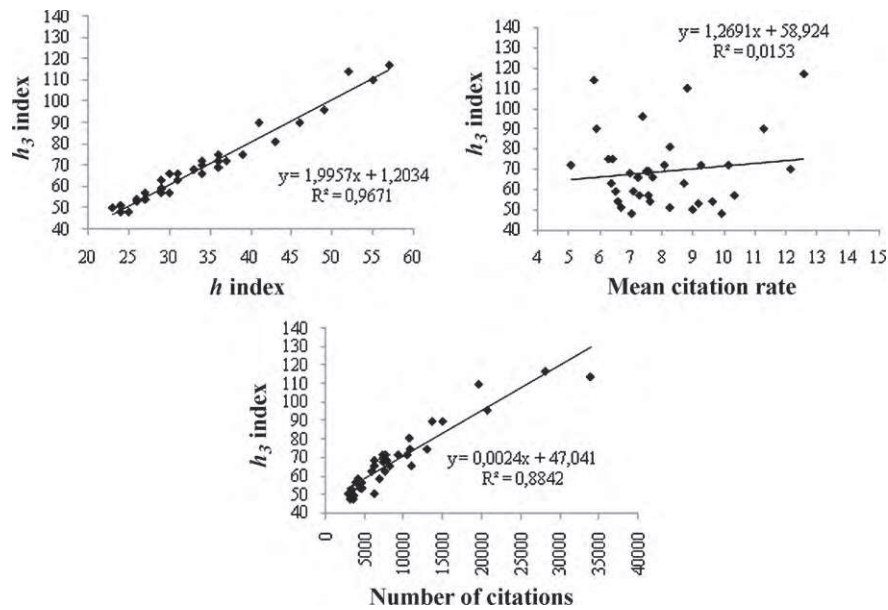 140
130
120
110
100
90
80
70
60
50
40
h3 index
y= 1,9957x + 1,2034
R² = 0,9671
20 25 30 35 40 45 50 55 60
h index
140
130
120
110
100
90
80
70
60
50
40
h3 index
y= 1,2691x + 58,924
R² = 0,0153
4 5 6 7 8 9 10 11 12 13 14 15
Mean citation rate
140
130
120
110
100
90
80
70
60
50
40
h3 index
y= 0,0024x + 47,041
R² = 0,8842
0 5000 10000 15000 20000 25000 30000 35000 40000
Number of citations